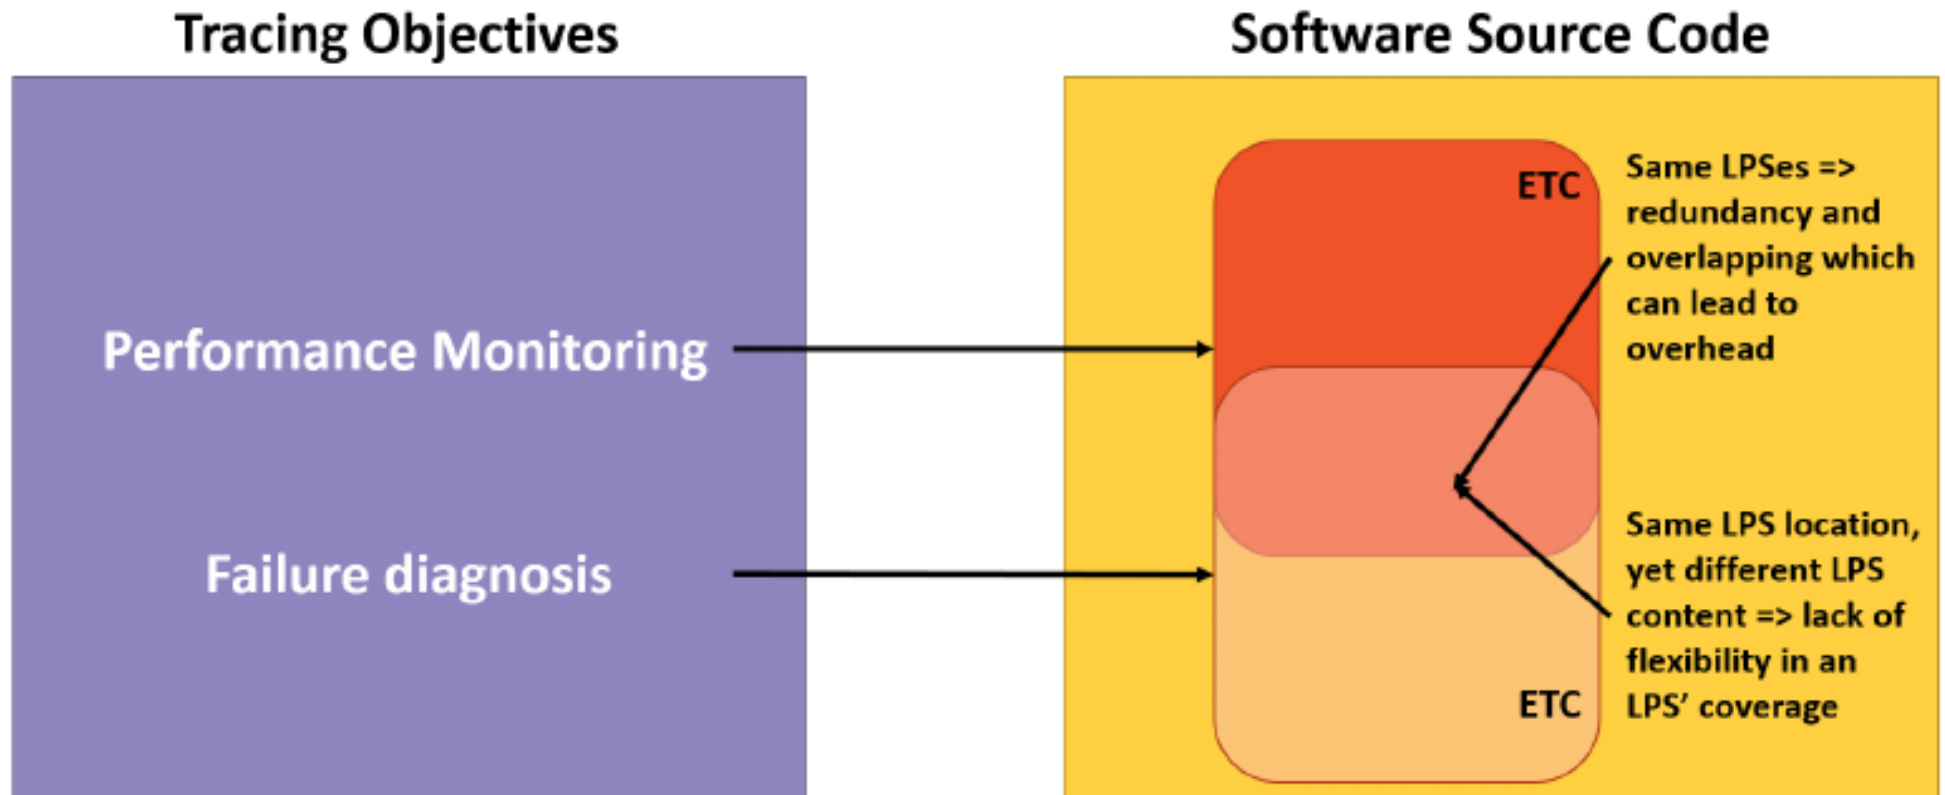 Tracing Objectives
Software Source Code
Performance Monitoring
Failure diagnosis
ETC
Same LPSes =>
redundancy and
overlapping which
can lead to
overhead
Same LPS location,
yet different LPS
content => lack of
flexibility in an
LPS’ coverage
ETC